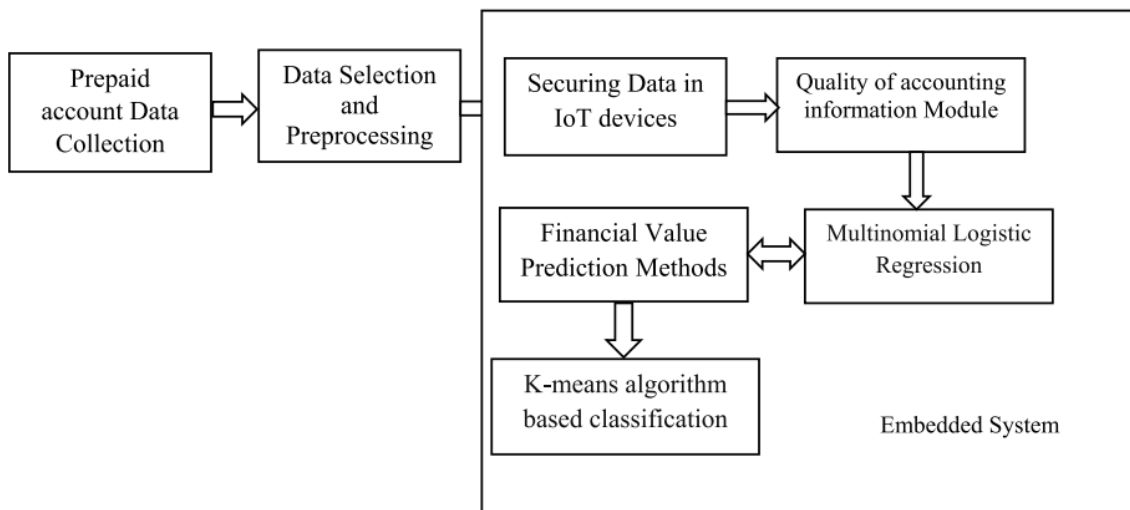 Prepaid
account Data
Collection
Data Selection
and
Preprocessing
Securing Data in
IoT devices
Quality of accounting
information Module
Financial Value
Prediction Methods
Multinomial Logistic
Regression
K-means algorithm
based classification
Embedded System